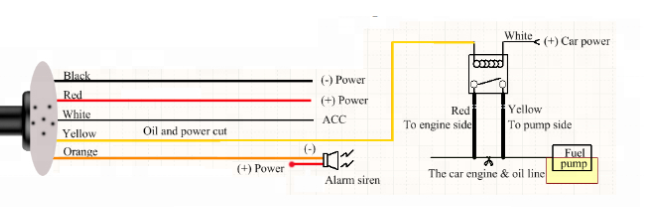 Black
(-) Power
Red
(+) Power
White
ACC
Yellow
Oil and power cut
Orange
(-)
(+) Power
Alarm siren
White
(+) Car power
Red
To engine side
Yellow
To pump side
The car engine & oil line
Fuel
pump